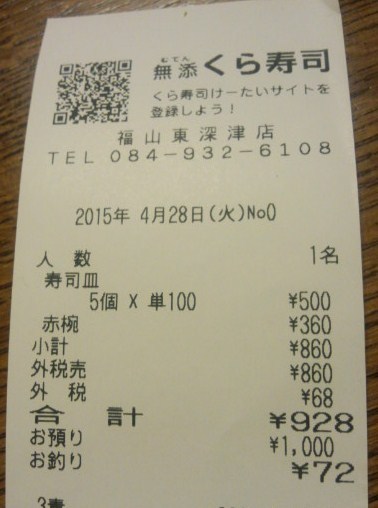 むてん
無添くら寿司
くら寿司けーたいサイトを
登録しよう！
福山東深津店
TEL 084-932-6108
2015年 4月28日(火)No0
人 数 1名
寿司皿
5個 X 単100 ¥500
赤椀 ¥360
小計 ¥860
外税売 ¥860
外 税 ¥68
合 計 ¥928
お預り ¥1,000
お釣り ¥72